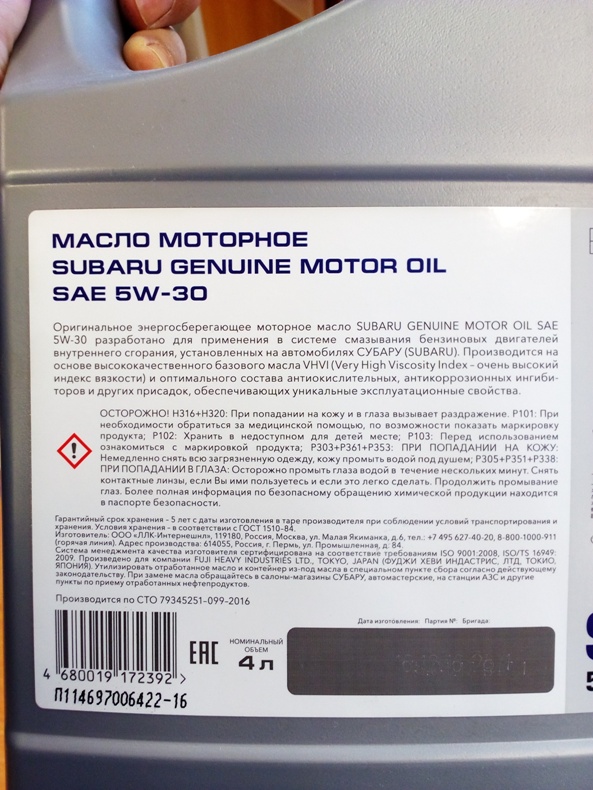 МАСЛО МОТОРНОЕ
SUBARU GENUINE MOTOR OIL
SAE 5W-30
Оригинальное энергосберегающее моторное масло SUBARU GENUINE MOTOR OIL SAE
5W-30 разработано для применения в системе смазывания бензиновых двигателей
внутреннего сгорания, установленных на автомобилях СУБАРУ (SUBARU). Производится на
основе высококачественного базового масла VHVI (Very High Viscosity Index – очень высокий
индекс вязкости) и оптимального состава антиокислительных, антикоррозионных ингиби-
торов и других присадок, обеспечивающих уникальные эксплуатационные свойства.
ОСТОРОЖНО! H316+H320: При попадании на кожу и в глаза вызывает раздражение. P101: При
необходимости обратиться за медицинской помощью, по возможности показать маркировку
продукта; P102: Хранить в недоступном для детей месте; P103: Перед использованием
ознакомиться с маркировкой продукта; P303+P361+P353: ПРИ ПОПАДАНИИ НА КОЖУ:
Немедленно снять всю загрязненную одежду, кожу промыть водой под душем; P305+P351+P338:
ПРИ ПОПАДАНИИ В ГЛАЗА: Осторожно промыть глаза водой в течение нескольких минут. Снять
контактные линзы, если Вы ими пользуетесь и если это легко сделать. Продолжить промывание
глаз. Более полная информация по безопасному обращению химической продукции находится
в паспорте безопасности.
Гарантийный срок хранения – 5 лет с даты изготовления в таре производителя при соблюдении условий транспортирования и
хранения. Условия хранения - в соответствии с ГОСТ 1510-84.
Изготовитель: ООО «ЛЛК-Интернешнл», 119180, Россия, Москва, ул. Малая Якиманка, д.6, тел.: +7 495 627-40-20, 8-800-1000-911
(горячая линия). Адрес производства: 614055, Россия, г. Пермь, ул. Промышленная, д. 84.
Система менеджмента качества изготовителя сертифицирована на соответствие требованиям ISO 9001:2008, ISO/TS 16949:
2009. Произведено для компании FUJI HEAVY INDUSTRIES LTD., TOKYO, JAPAN (ФУДЖИ ХЕВИ ИНДАСТРИС, ЛТД, ТОКИО,
ЯПОНИЯ). Утилизировать отработанное масло и контейнер из-под масла в специальном пункте сбора согласно действующему
законодательству. При замене масла обращайтесь в салоны-магазины СУБАРУ, автомастерские, на станции АЗС и другие
пункты по приему отработанных нефтепродуктов.
Производится по СТО 79345251-099-2016
Дата изготовления: Партия №: Бригада:
EAC
НОМИНАЛЬНЫЙ
ОБЪЕМ
4 л
4 680019 172392 >
П114697006422-16
S
5